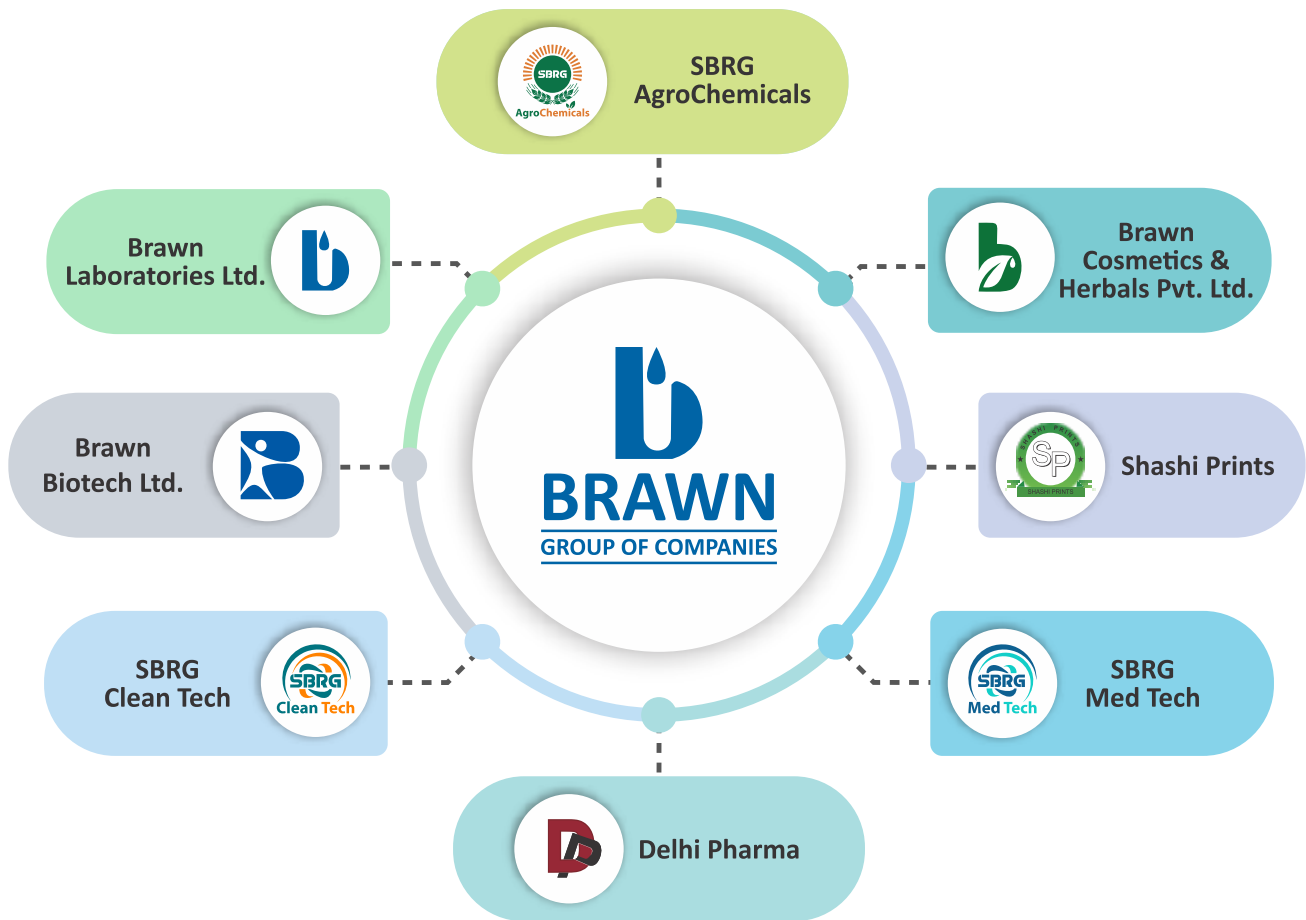 SBRG
AgroChemicals
SBRG
AgroChemicals
Brawn
Laboratories Ltd.
Brawn
Cosmetics &
Herbals Pvt. Ltd.
BRAWN
GROUP OF COMPANIES
Brawn
Biotech Ltd.
SHASHI PRINTS
SP
SHASHI PRINTS
Shashi Prints
SBRG
Clean Tech
SBRG
Clean Tech
SBRG
Med Tech
SBRG
Med Tech
Delhi Pharma